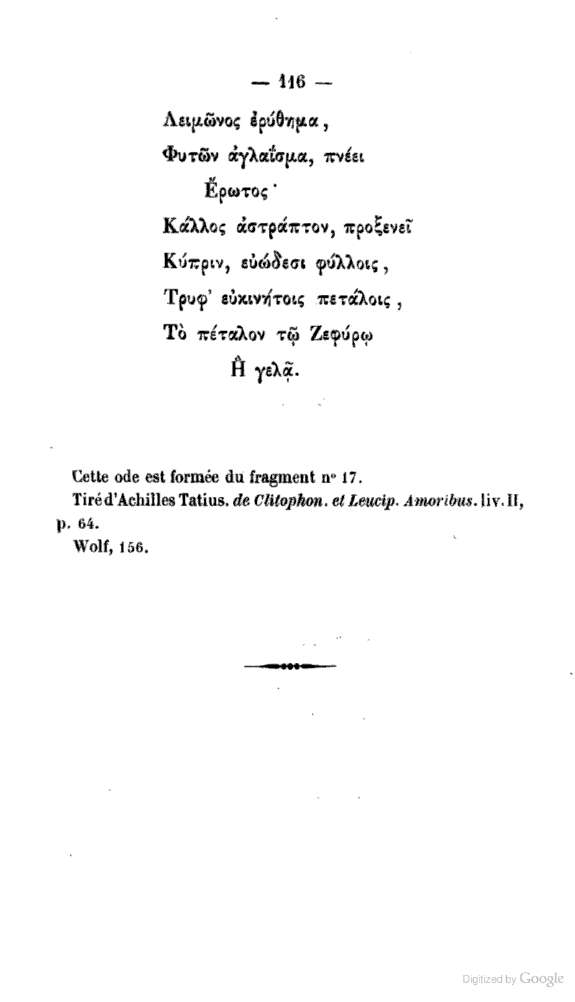 — 116 —
Λειμῶνος ἐρύθημα,
Φυτῶν ἀγλαΐσμα, πνέει
Ἔρωτος·
Κάλλος ἀστράπτον, προξενεῖ
Κύπριν, εὐώδεσι φύλλοις,
Τρυφ' εὐκινήτοις πετάλοις,
Τὸ πέταλον τῷ Ζεφύρῳ
Ἢ γελᾷ.
Cette ode est formée du fragment nº 17.
Tiré d'Achilles Tatius. de Clitophon. et Leucip. Amoribus. liv. II,
p. 64.
Wolf, 156.
Digitized by Google